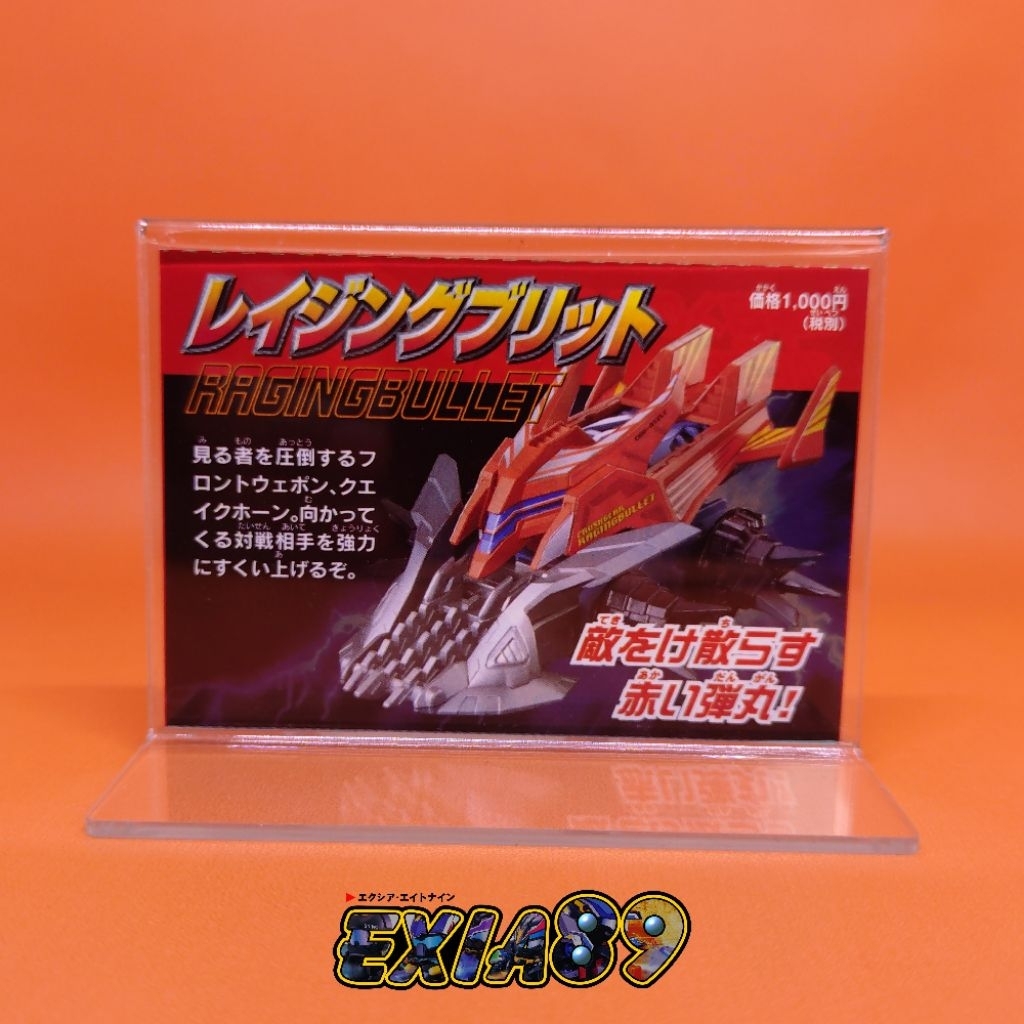 レイジングブリット
価格1,000円
(税別)
RAGINGBULLET
見る者を圧倒するフ
ロントウェポン、クエ
イクホーン。向かって
くる対戦相手を強力
にすくい上げるぞ。
CRUSHGEAR
RAGINGBULLET
敵をけ散らす
赤い弾丸!
エクシア・エイトナイン
EXIA89